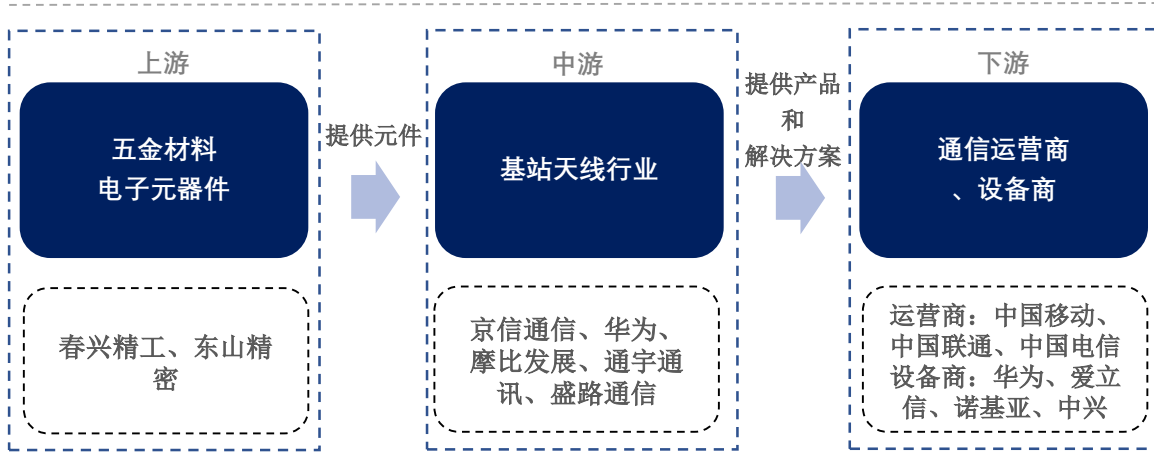 上游
五金材料
电子元器件
春兴精工、东山精
密
提供元件
中游
基站天线行业
京信通信、华为、
摩比发展、通宇通
讯、盛路通信
提供产品
和
解决方案
下游
通信运营商
、设备商
运营商：中国移动、
中国联通、中国电信
设备商：华为、爱立
信、诺基亚、中兴